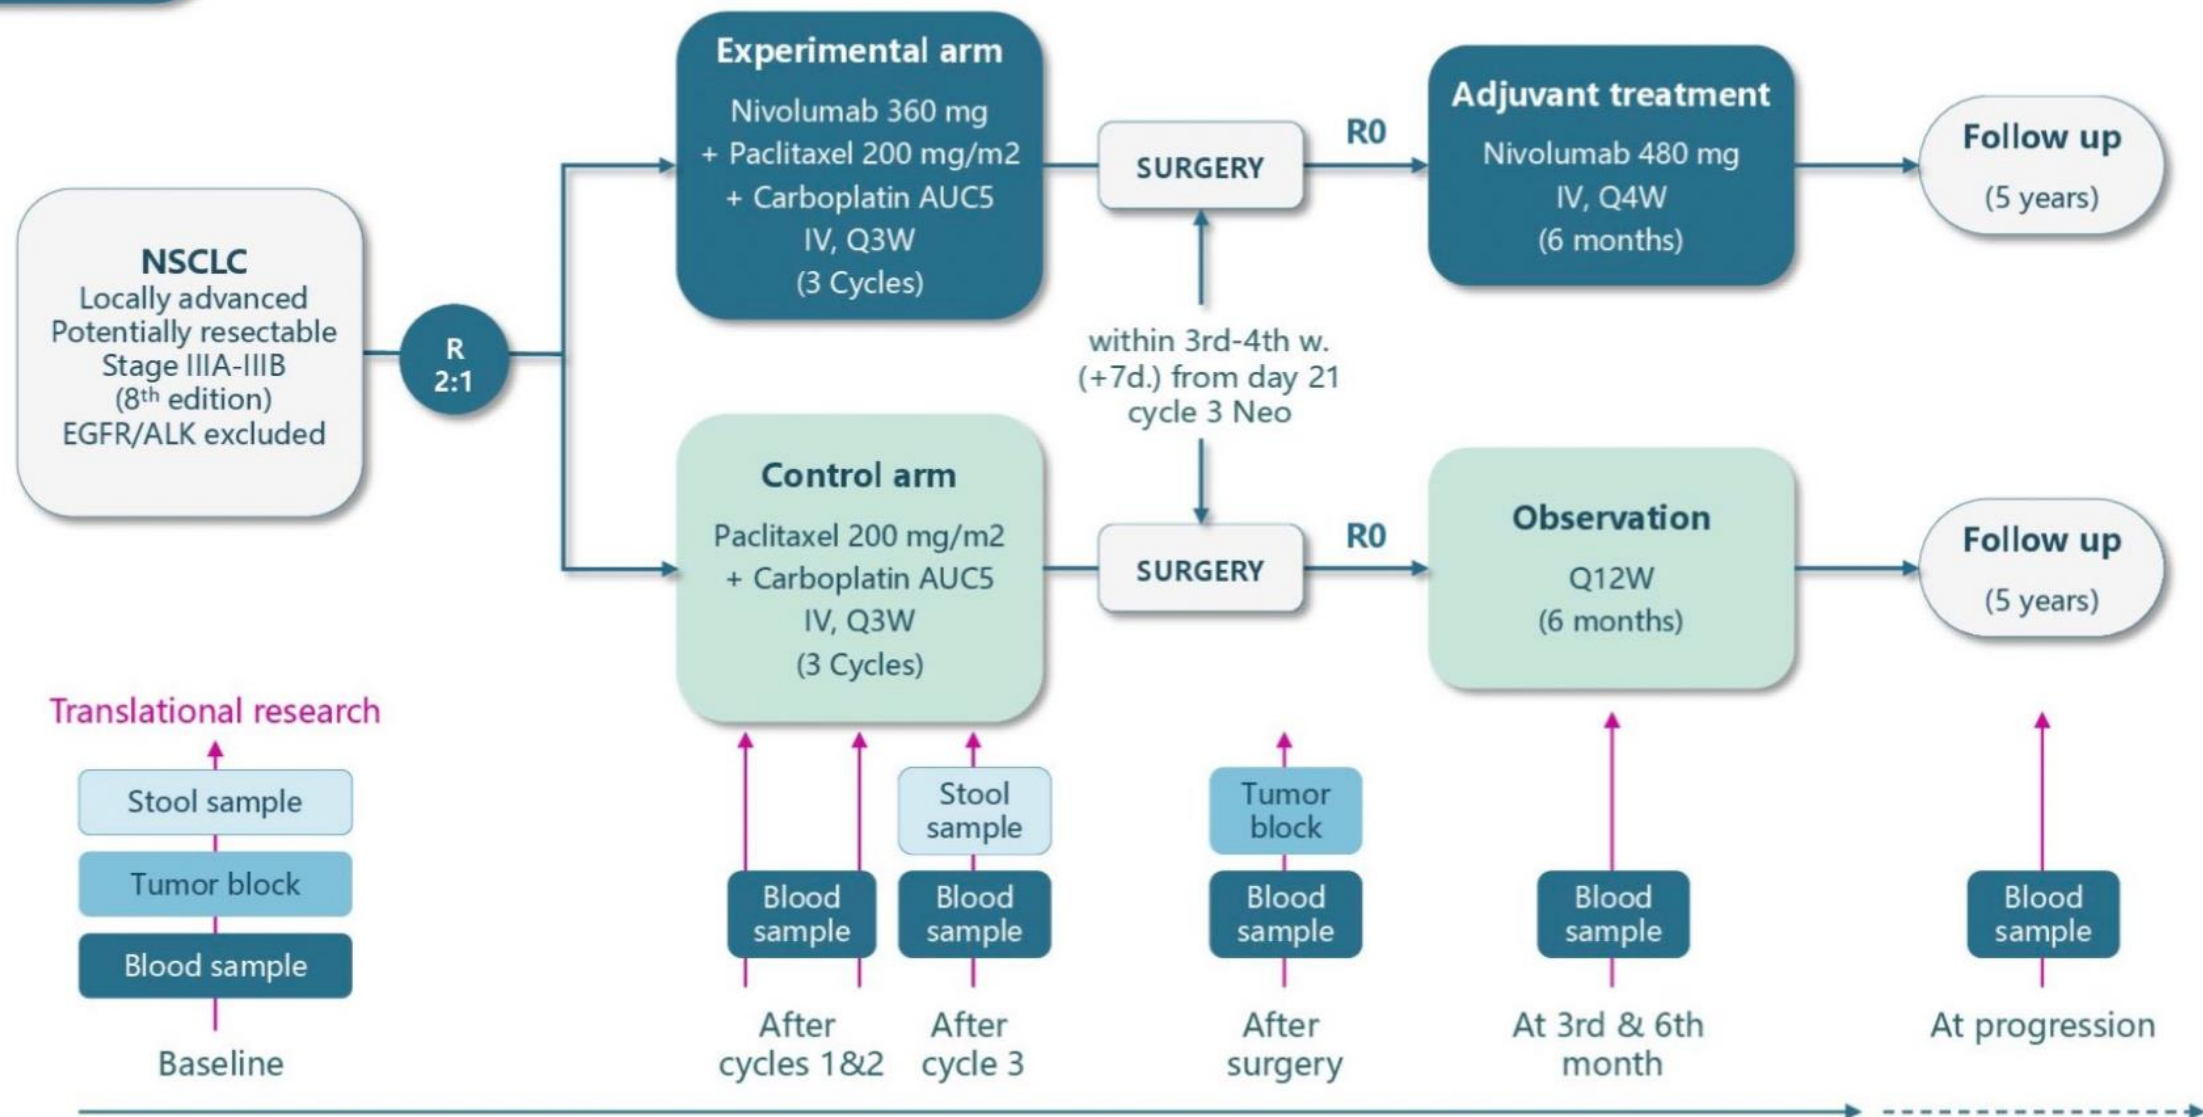 NSCLC
Locally advanced
Potentially resectable
Stage IIIA-IIIB
(8th edition)
EGFR/ALK excluded
R
2:1
Experimental arm
Nivolumab 360 mg
+ Paclitaxel 200 mg/m2
+ Carboplatin AUC5
IV, Q3W
(3 Cycles)
SURGERY
R0
Adjuvant treatment
Nivolumab 480 mg
IV, Q4W
(6 months)
Follow up
(5 years)
within 3rd-4th w.
(+7d.) from day 21
cycle 3 Neo
Control arm
Paclitaxel 200 mg/m2
+ Carboplatin AUC5
IV, Q3W
(3 Cycles)
SURGERY
R0
Observation
Q12W
(6 months)
Follow up
(5 years)
Translational research
Stool sample
Tumor block
Blood sample
Baseline
Blood
sample
After
cycles 1&2
Stool
sample
Blood
sample
After
cycle 3
Tumor
block
Blood
sample
After
surgery
Blood
sample
At 3rd & 6th
month
Blood
sample
At progression